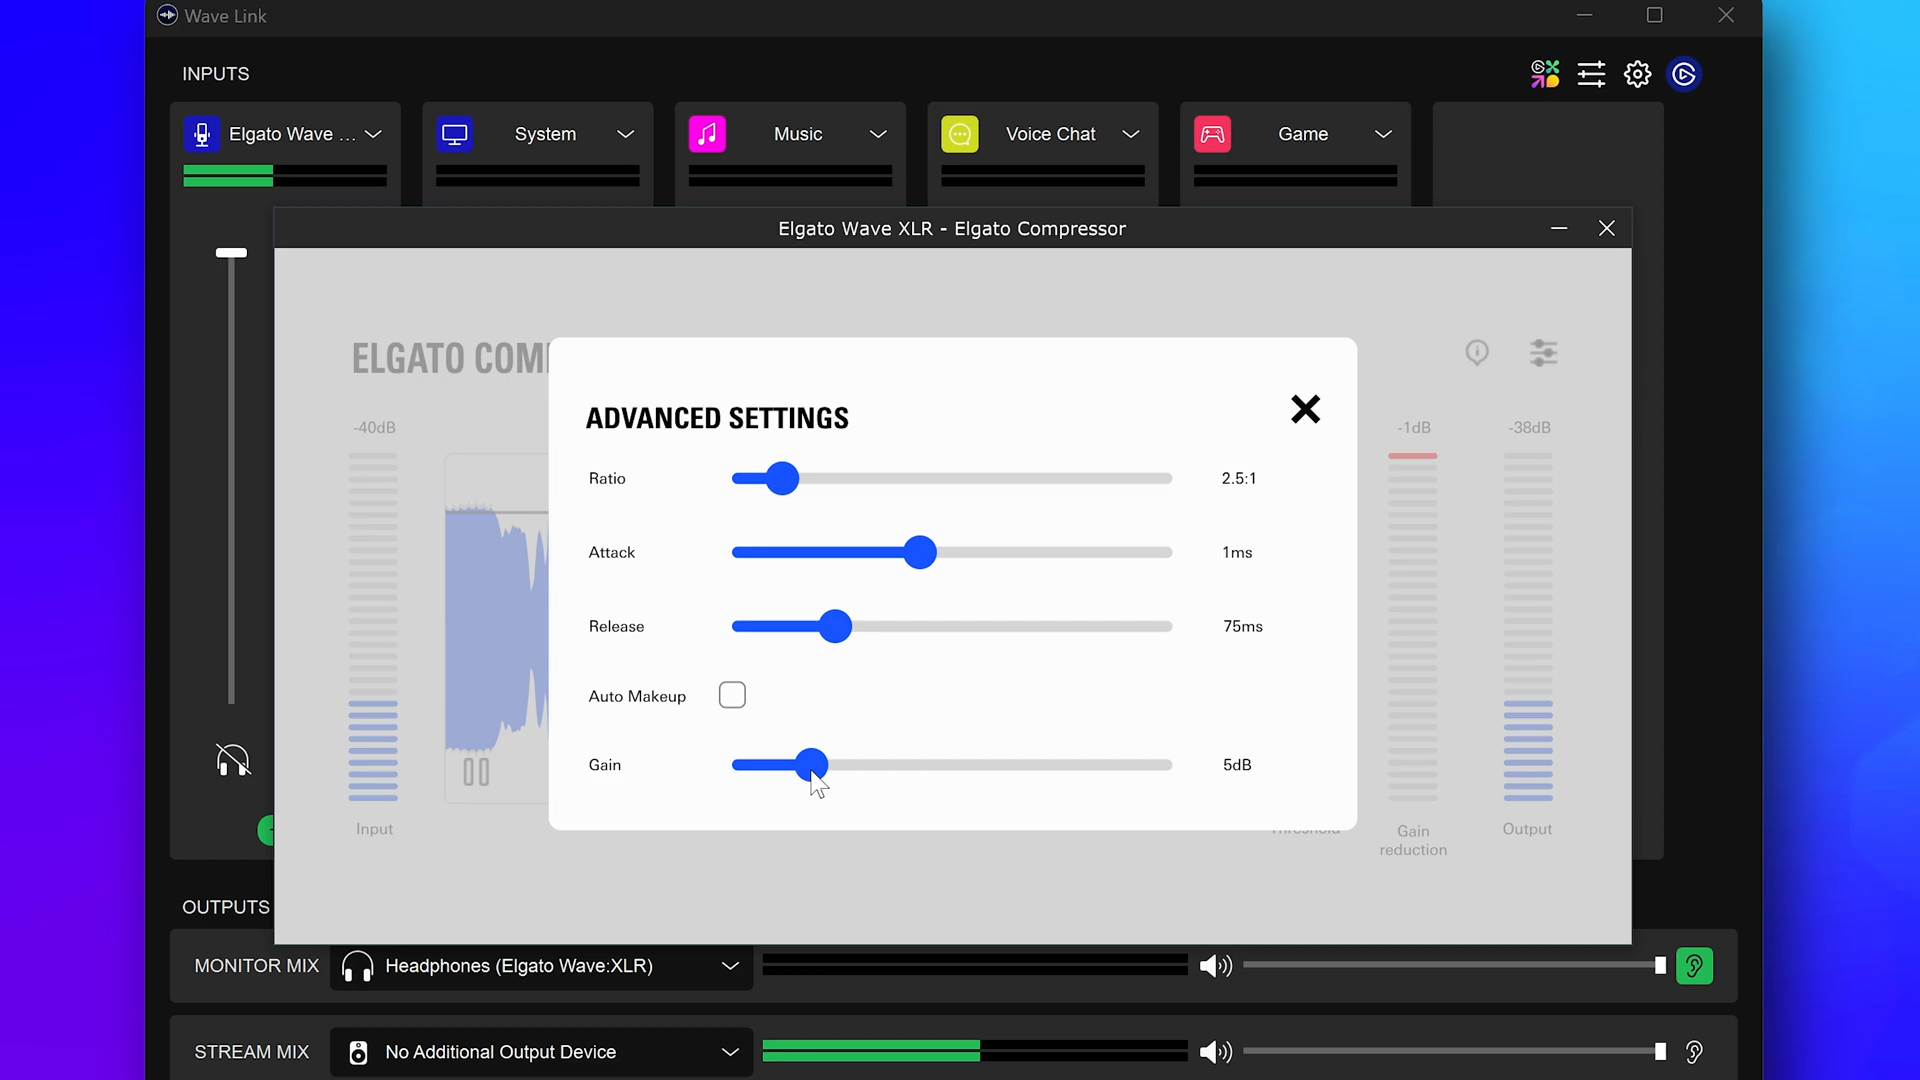 Wave Link
INPUTS
Elgato Wave ...
System
Music
Voice Chat
Game
Elgato Wave XLR - Elgato Compressor
ELGATO COM
ADVANCED SETTINGS
-40dB
-1dB
-38dB
Ratio
2.5:1
Attack
1ms
Release
75ms
Auto Makeup
Gain
5dB
Input
Threshold
Gain
reduction
Output
OUTPUTS
MONITOR MIX
Headphones (Elgato Wave:XLR)
STREAM MIX
No Additional Output Device